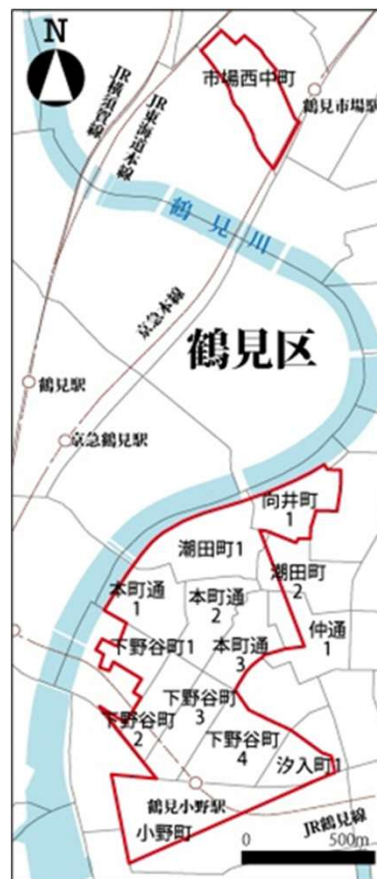 N
市場西中町
鶴見市場駅
JR横須賀線
JR東海道本線
鶴見川
京急本線
鶴見区
鶴見駅
京急鶴見駅
向井町
1
潮田町1
潮田町
2
本町通
1
本町通
2
仲通
1
下野谷町1
本町通
3
下野谷町
3
下野谷町
2
下野谷町
4
汐入町1
鶴見小野駅
小野町
JR鶴見線
0 500m